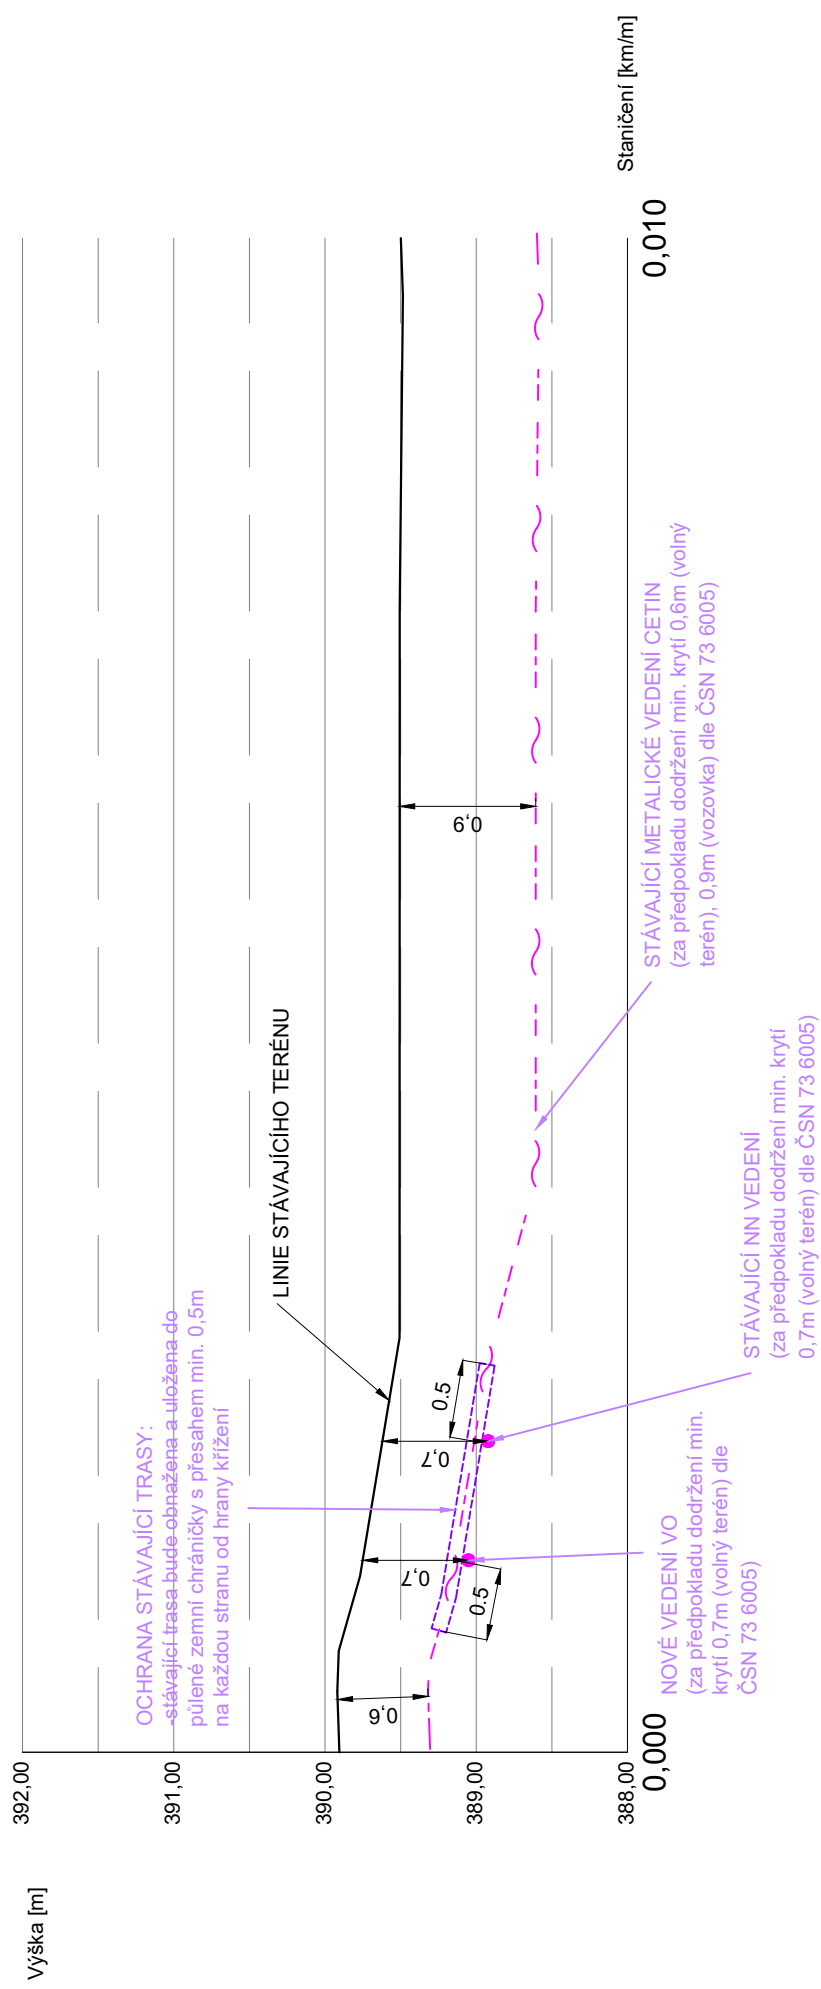 Výška [m]
392,00
391,00
390,00
389,00
388,00
OCHRANA STÁVAJÍCÍ TRASY:
-stávající trasa bude obnažena a uložena do
půlené zemní chráničky s přesahem min. 0,5m
na každou stranu od hrany křížení
LINIE STÁVAJÍCÍHO TERÉNU
0,6
0,7
0.5
0,7
0.5
0,9
0,000
0,010
Staničení [km/m]
NOVÉ VEDENÍ VO
(za předpokladu dodržení min.
krytí 0,7m (volný terén) dle
ČSN 73 6005)
STÁVAJÍCÍ NN VEDENÍ
(za předpokladu dodržení min. krytí
0,7m (volný terén) dle ČSN 73 6005)
STÁVAJÍCÍ METALICKÉ VEDENÍ CETIN
(za předpokladu dodržení min. krytí 0,6m (volný
terén), 0,9m (vozovka) dle ČSN 73 6005)